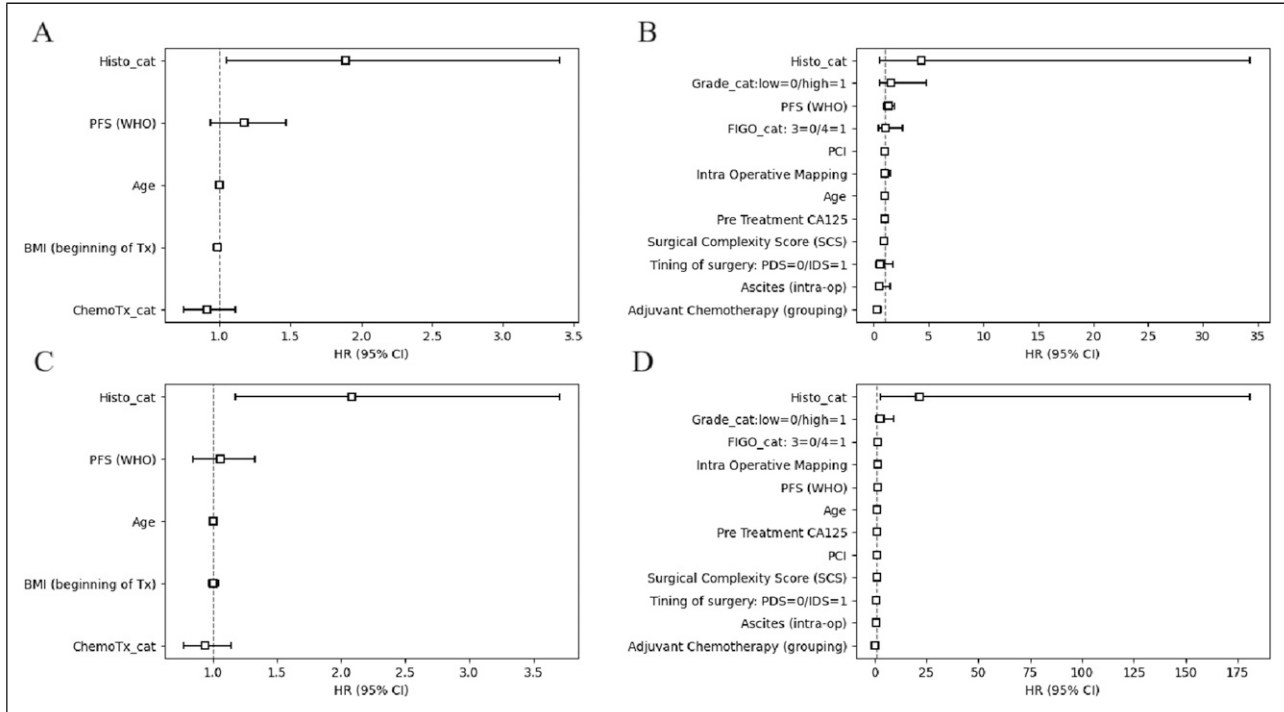 A
Histo_cat
PFS (WHO)
Age
BMI (beginning of Tx)
ChemoTx_cat
1.0 1.5 2.0 2.5 3.0 3.5
HR (95% CI)
B
Histo_cat
Grade_cat:low=0/high=1
PFS (WHO)
FIGO_cat: 3=0/4=1
PCI
Intra Operative Mapping
Age
Pre Treatment CA125
Surgical Complexity Score (SCS)
Tining of surgery: PDS=0/IDS=1
Ascites (intra-op)
Adjuvant Chemotherapy (grouping)
0 5 10 15 20 25 30 35
HR (95% CI)
C
Histo_cat
PFS (WHO)
Age
BMI (beginning of Tx)
ChemoTx_cat
1.0 1.5 2.0 2.5 3.0 3.5
HR (95% CI)
D
Histo_cat
Grade_cat:low=0/high=1
FIGO_cat: 3=0/4=1
Intra Operative Mapping
PFS (WHO)
Age
Pre Treatment CA125
PCI
Surgical Complexity Score (SCS)
Tining of surgery: PDS=0/IDS=1
Ascites (intra-op)
Adjuvant Chemotherapy (grouping)
0 25 50 75 100 125 150 175
HR (95% CI)